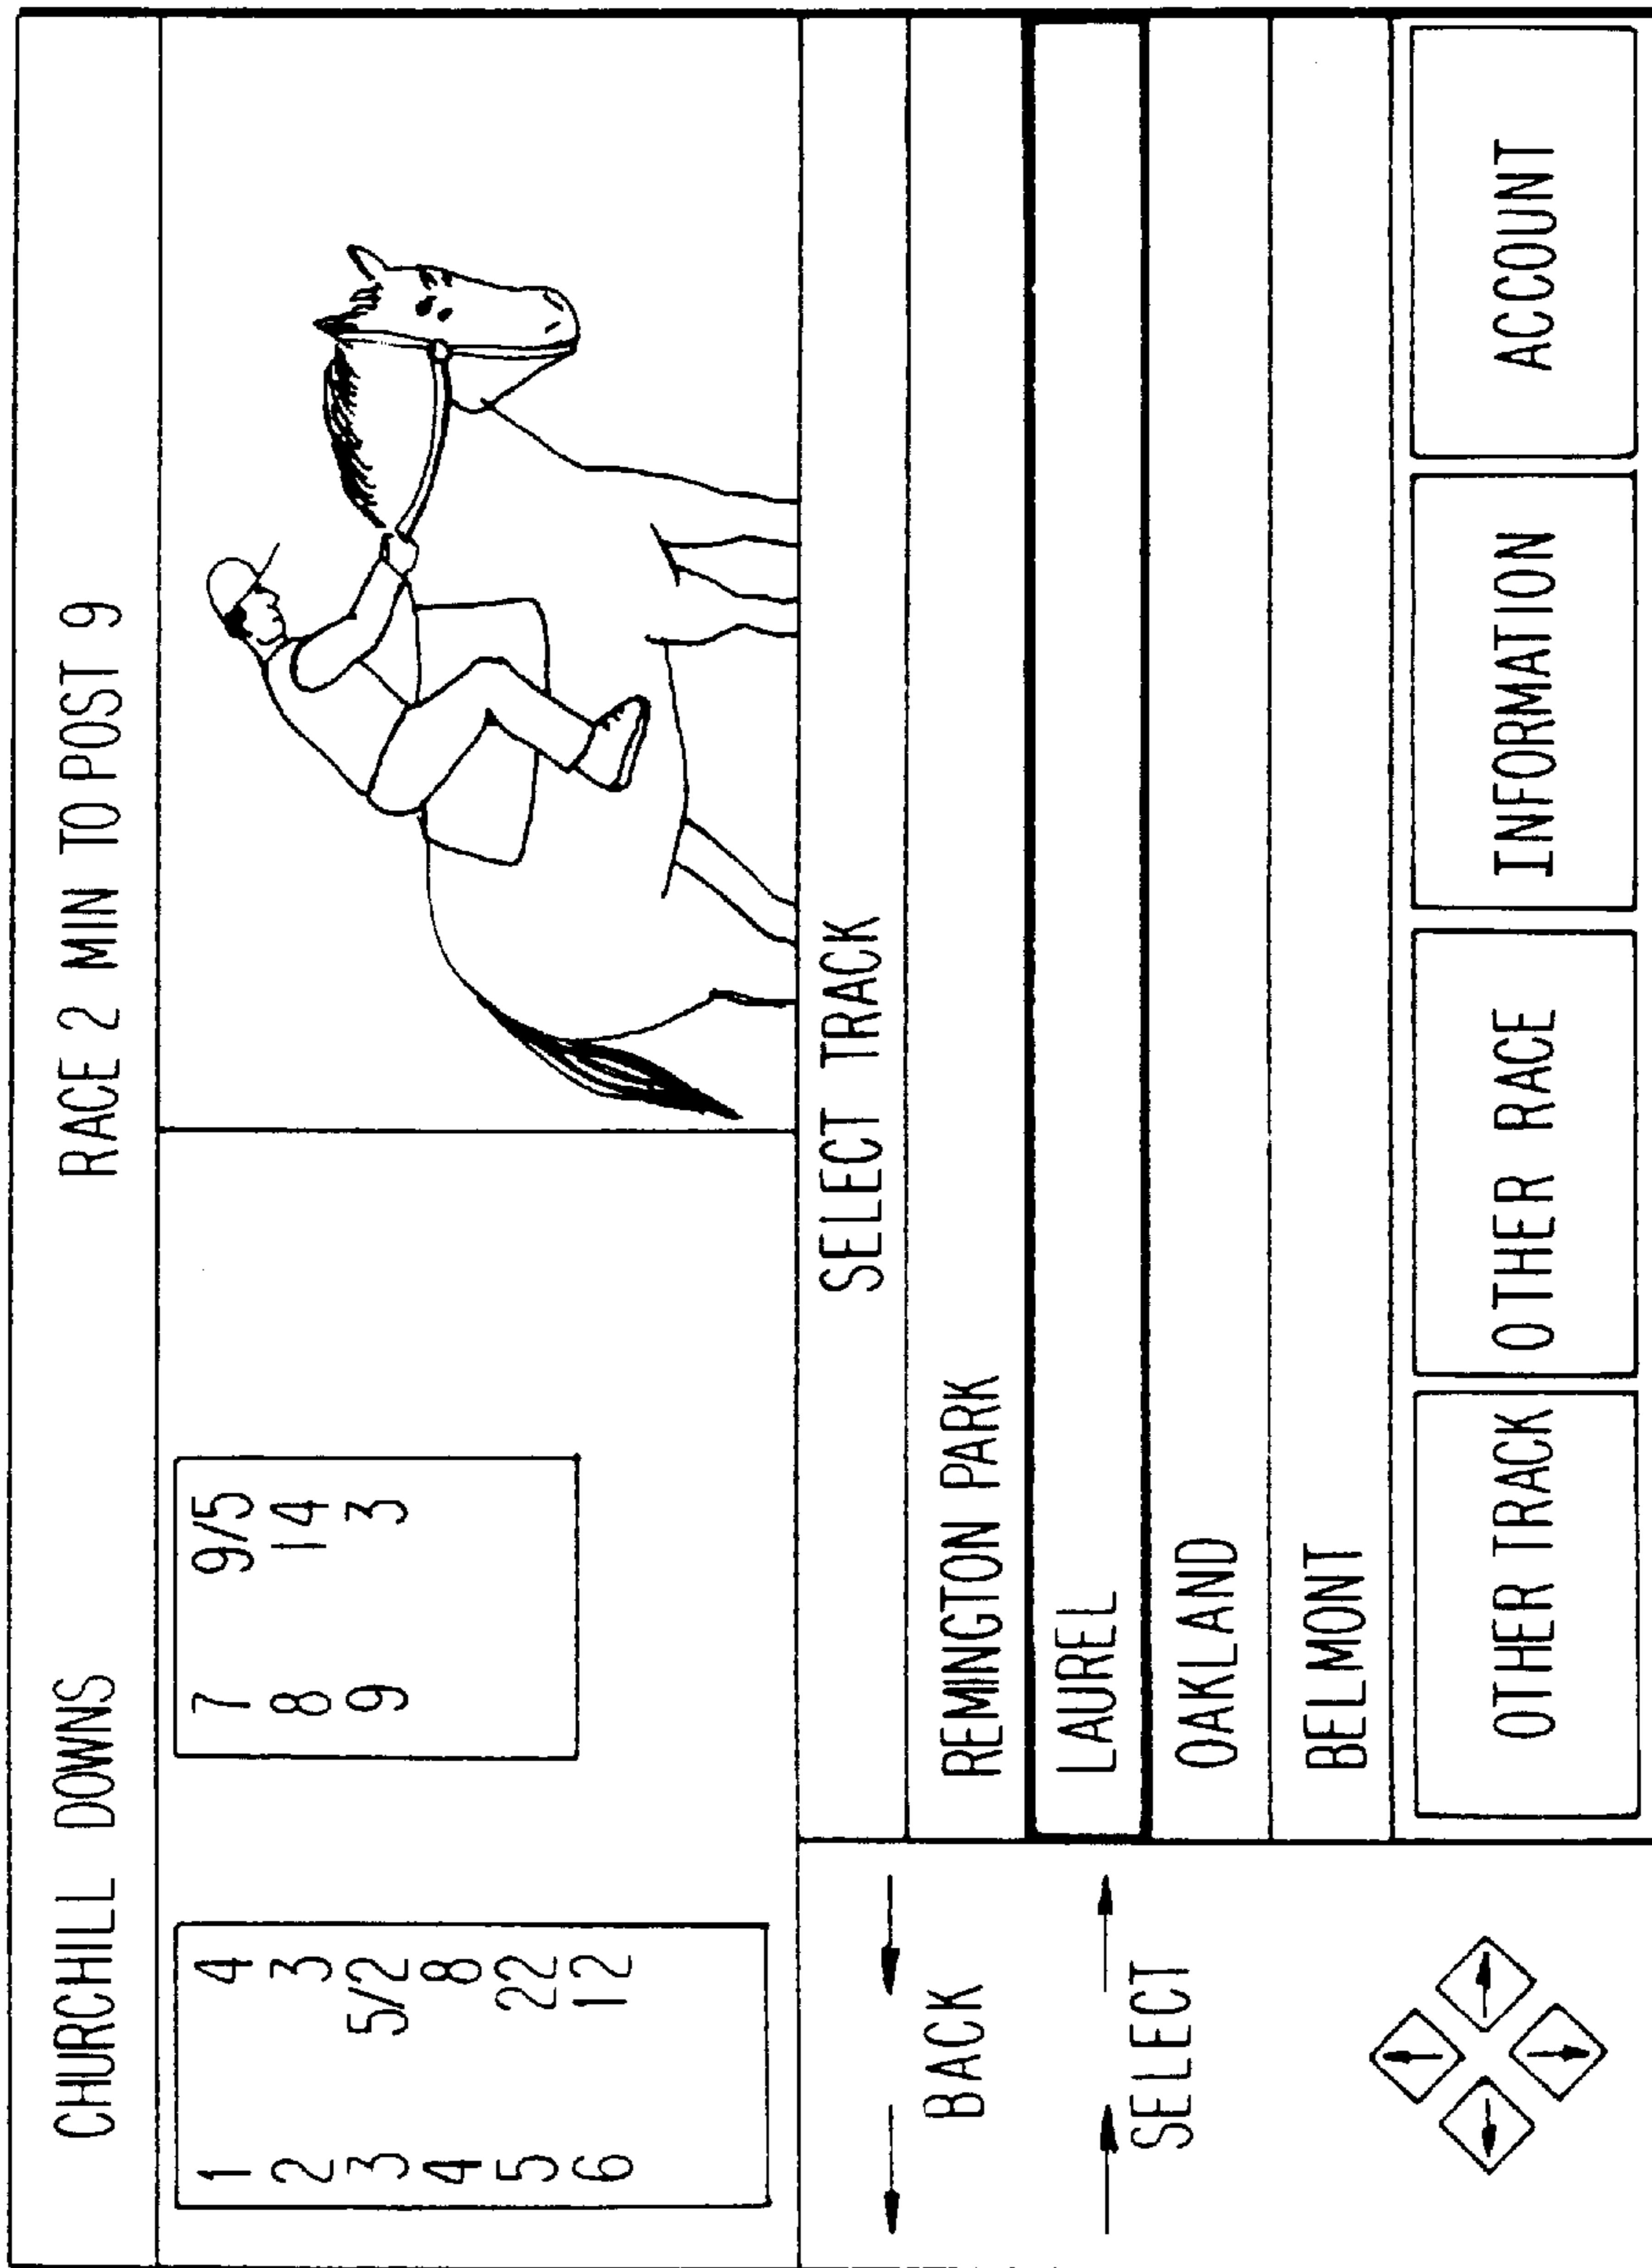 CHURCHILL DOWNS RACE 2 MIN TO POST 9
1 4
2 3
3 5/2
4 8
5 22
6 12
7 9/5
8 14
9 3
SELECT TRACK
BACK
SELECT
REMINGTON PARK
LAUREL
OAKLAND
BELMONT
OTHER TRACK
OTHER RACE
INFORMATION
ACCOUNT